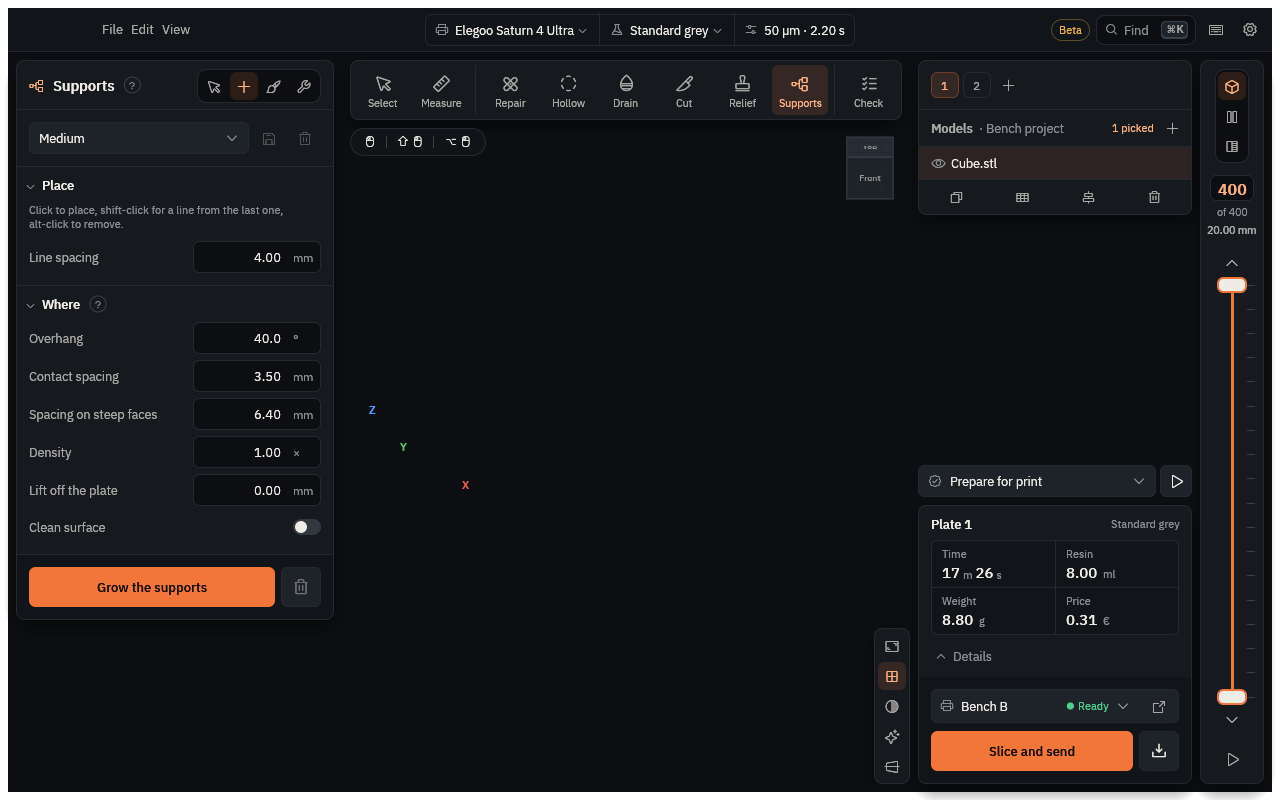 File Edit View
Elegoo Saturn 4 Ultra
Standard grey
50 µm · 2.20 s
Beta
Find ⌘K
Supports ?
Medium
Place
Click to place, shift-click for a line from the last one,
alt-click to remove.
Line spacing 4.00 mm
Where ?
Overhang 40.0 °
Contact spacing 3.50 mm
Spacing on steep faces 6.40 mm
Density 1.00 ×
Lift off the plate 0.00 mm
Clean surface
Grow the supports
Select Measure Repair Hollow Drain Cut Relief Supports Check
Top
Front
Z
Y
X
1 2
Models · Bench project 1 picked
Cube.stl
Prepare for print
Plate 1 Standard grey
Time Resin
17 m 26 s 8.00 ml
Weight Price
8.80 g 0.31 €
Details
Bench B Ready
Slice and send
400
of 400
20.00 mm